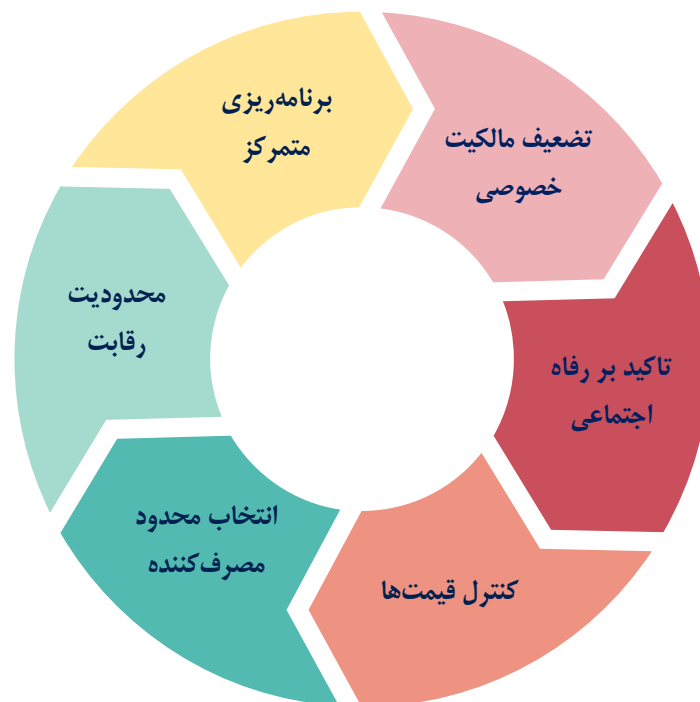 برنامه‌ریزی
متمرکز
تضعیف مالکیت
خصوصی
تاکید بر رفاه
اجتماعی
کنترل قیمت‌ها
انتخاب محدود
مصرف‌کننده
محدودیت
رقابت